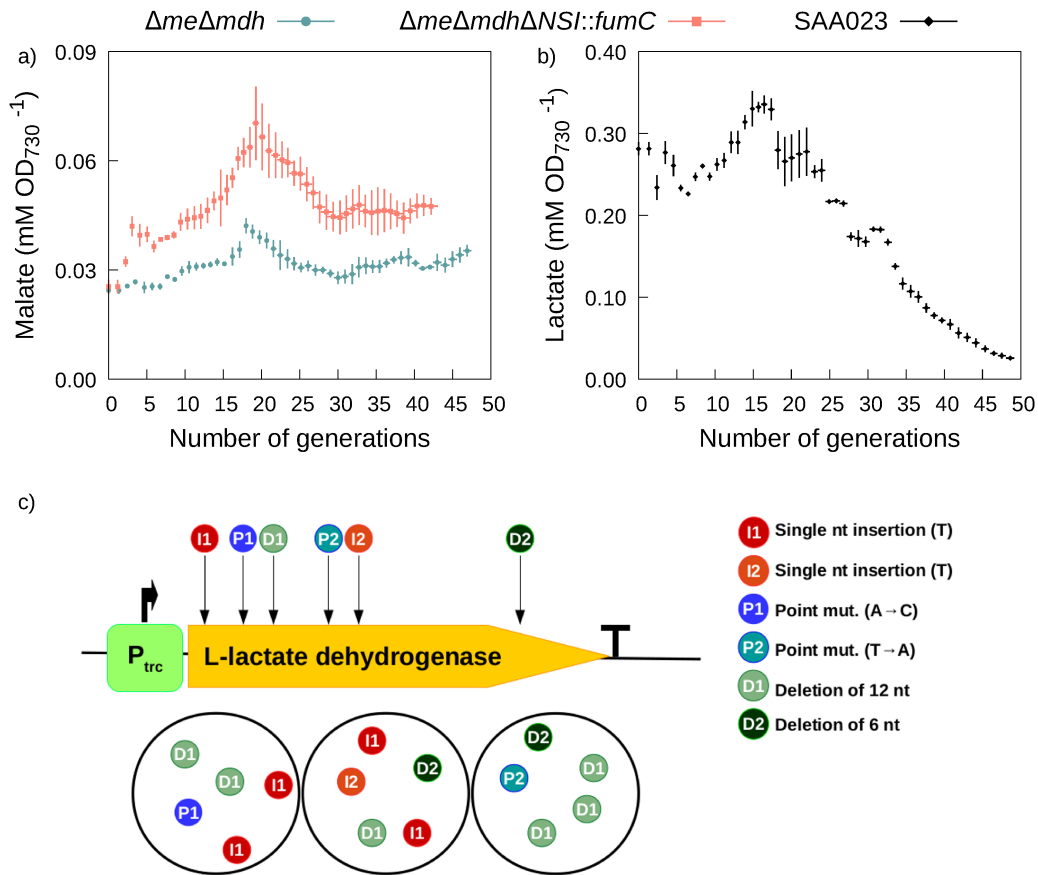 ΔmeΔmdh
ΔmeΔmdhΔNSI::fumC
SAA023
a)
0.09
0.06
0.03
0.00
Malate (mM OD730 -1)
0 5 10 15 20 25 30 35 40 45 50
Number of generations
b)
0.40
0.30
0.20
0.10
0.00
Lactate (mM OD730 -1)
0 5 10 15 20 25 30 35 40 45 50
Number of generations
c)
I1 P1 D1 P2 I2 D2
Ptrc
L-lactate dehydrogenase
I1 Single nt insertion (T)
I2 Single nt insertion (T)
P1 Point mut. (A→C)
P2 Point mut. (T→A)
D1 Deletion of 12 nt
D2 Deletion of 6 nt
D1
D1
I1
P1
I1
I1
D2
I2
D1
I1
D2
P2
D1
D1
D1